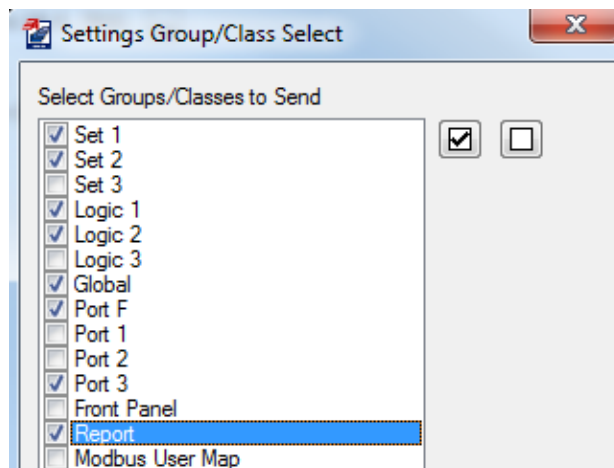 Settings Group/Class Select
Select Groups/Classes to Send
Set 1
Set 2
Set 3
Logic 1
Logic 2
Logic 3
Global
Port F
Port 1
Port 2
Port 3
Front Panel
Report
Modbus User Map